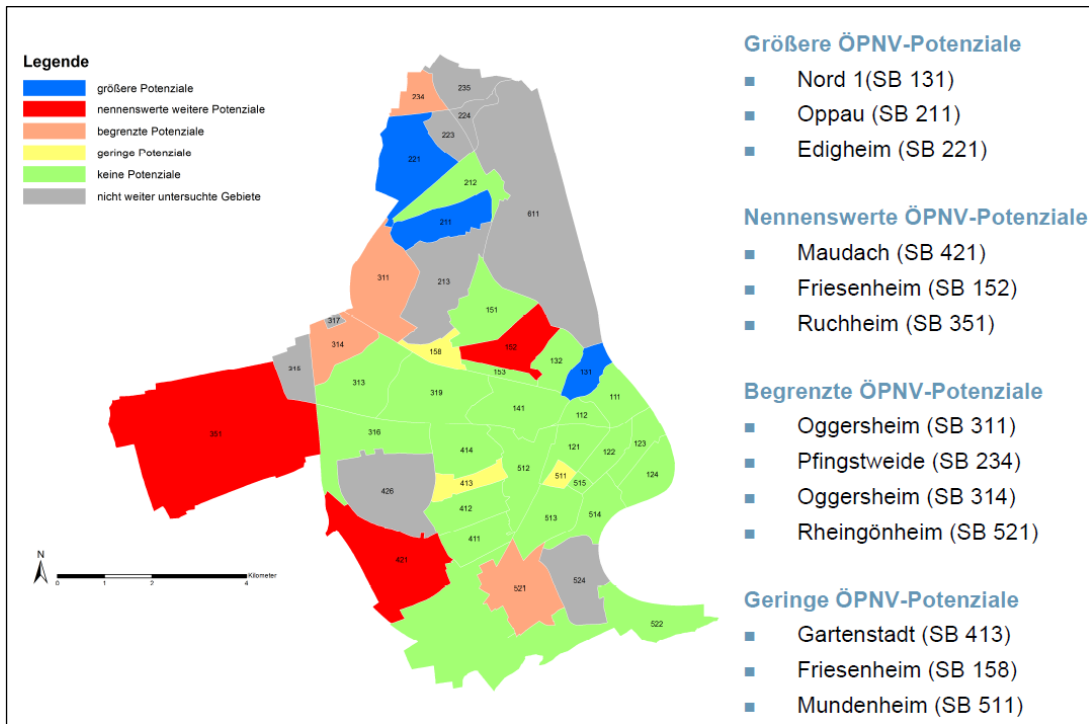 Legende
größere Potenziale
nennenswerte weitere Potenziale
begrenzte Potenziale
geringe Potenziale
keine Potenziale
nicht weiter untersuchte Gebiete
235
234
224
223
221
212
611
211
311
213
151
317
314
158
152
132
131
153
313
319
111
141
112
351
316
414
121
122
123
512
124
413
511
515
426
412
513
514
411
421
521
524
522
N
0 1 2 4
Kilometer
Größere ÖPNV-Potenziale
Nord 1(SB 131)
Oppau (SB 211)
Edigheim (SB 221)
Nennenswerte ÖPNV-Potenziale
Maudach (SB 421)
Friesenheim (SB 152)
Ruchheim (SB 351)
Begrenzte ÖPNV-Potenziale
Oggersheim (SB 311)
Pfingstweide (SB 234)
Oggersheim (SB 314)
Rheingönheim (SB 521)
Geringe ÖPNV-Potenziale
Gartenstadt (SB 413)
Friesenheim (SB 158)
Mundenheim (SB 511)